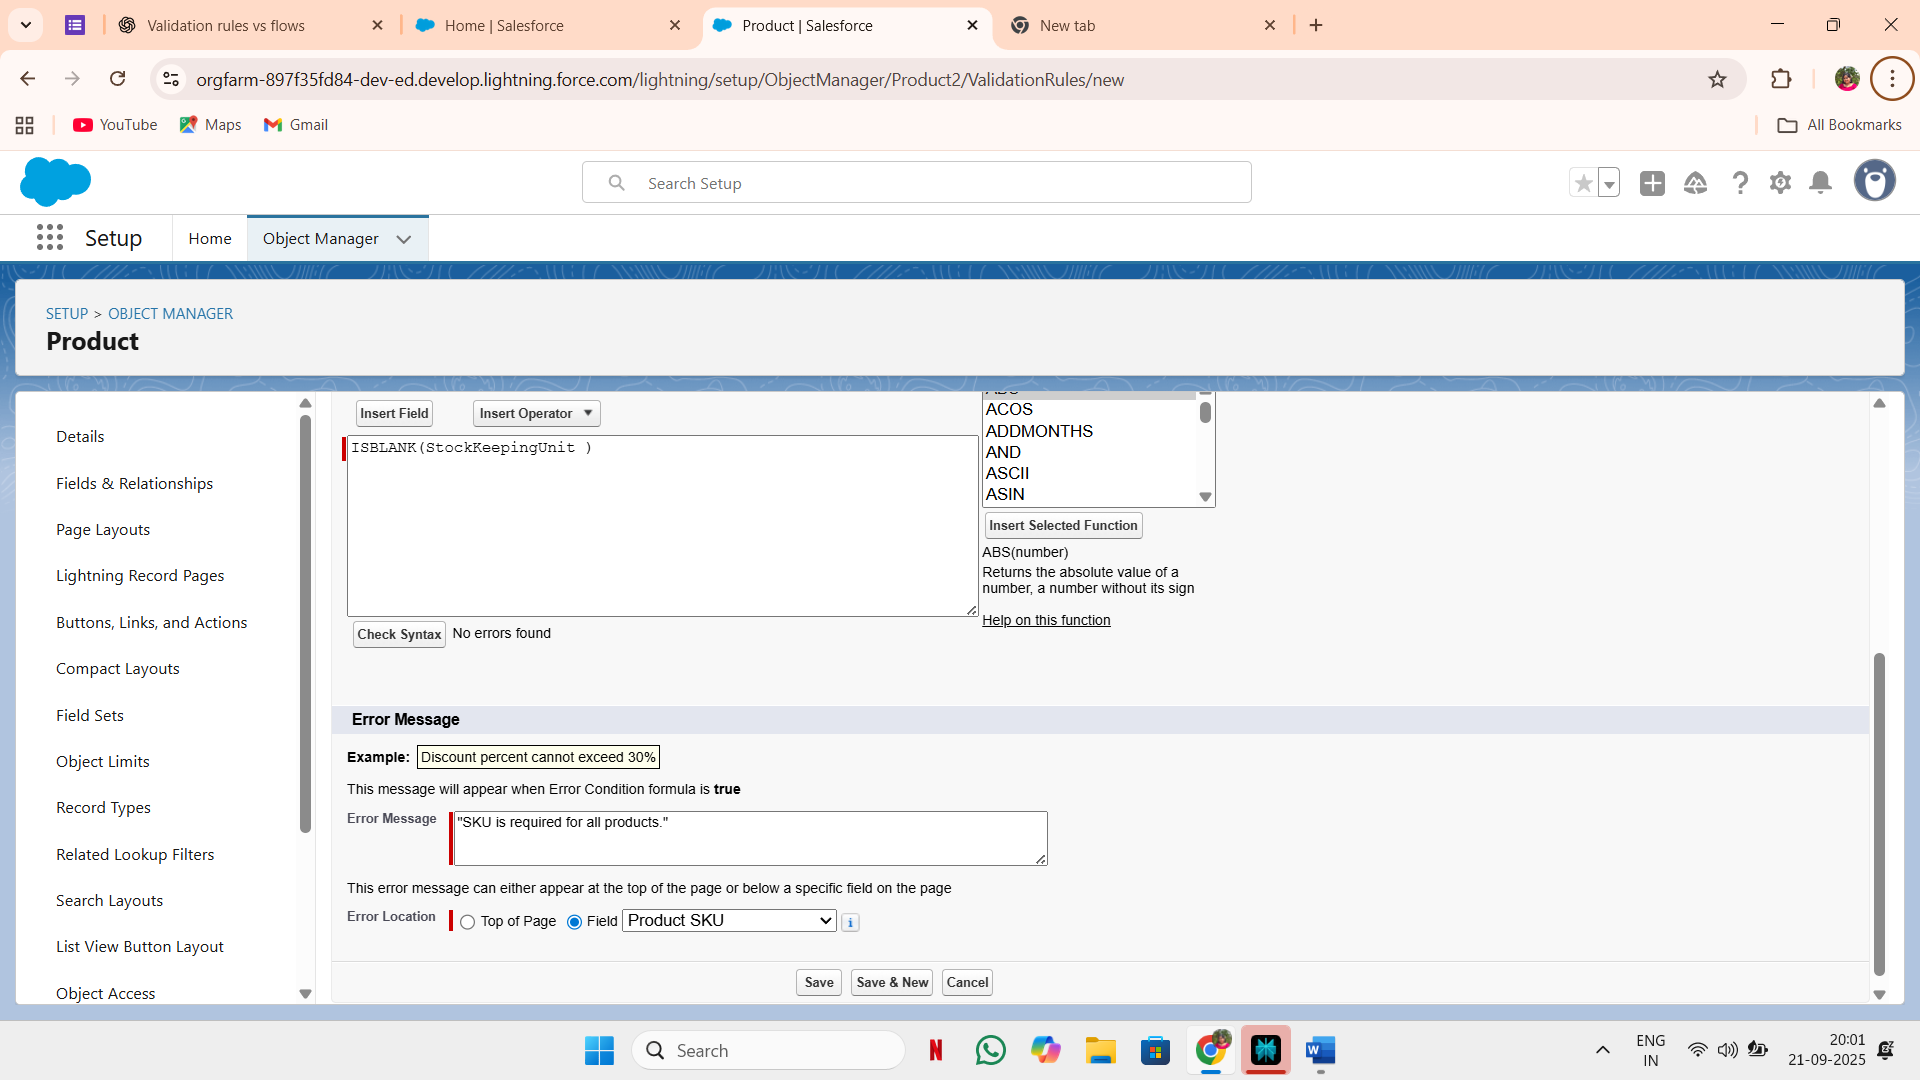 Validation rules vs flows
Home | Salesforce
Product | Salesforce
New tab
orgfarm-897f35fd84-dev-ed.develop.lightning.force.com/lightning/setup/ObjectManager/Product2/ValidationRules/new
YouTube
Maps
Gmail
All Bookmarks
Search Setup
Setup
Home
Object Manager
SETUP > OBJECT MANAGER
Product
Details
Fields & Relationships
Page Layouts
Lightning Record Pages
Buttons, Links, and Actions
Compact Layouts
Field Sets
Object Limits
Record Types
Related Lookup Filters
Search Layouts
List View Button Layout
Object Access
Insert Field
Insert Operator
ISBLANK(StockKeepingUnit )
ABS
ACOS
ADDMONTHS
AND
ASCII
ASIN
Insert Selected Function
ABS(number)
Returns the absolute value of a
number, a number without its sign
Help on this function
Check Syntax
No errors found
Error Message
Example: Discount percent cannot exceed 30%
This message will appear when Error Condition formula is true
Error Message
"SKU is required for all products."
This error message can either appear at the top of the page or below a specific field on the page
Error Location
Top of Page
Field
Product SKU
Save
Save & New
Cancel
Search
ENG
IN
20:01
21-09-2025